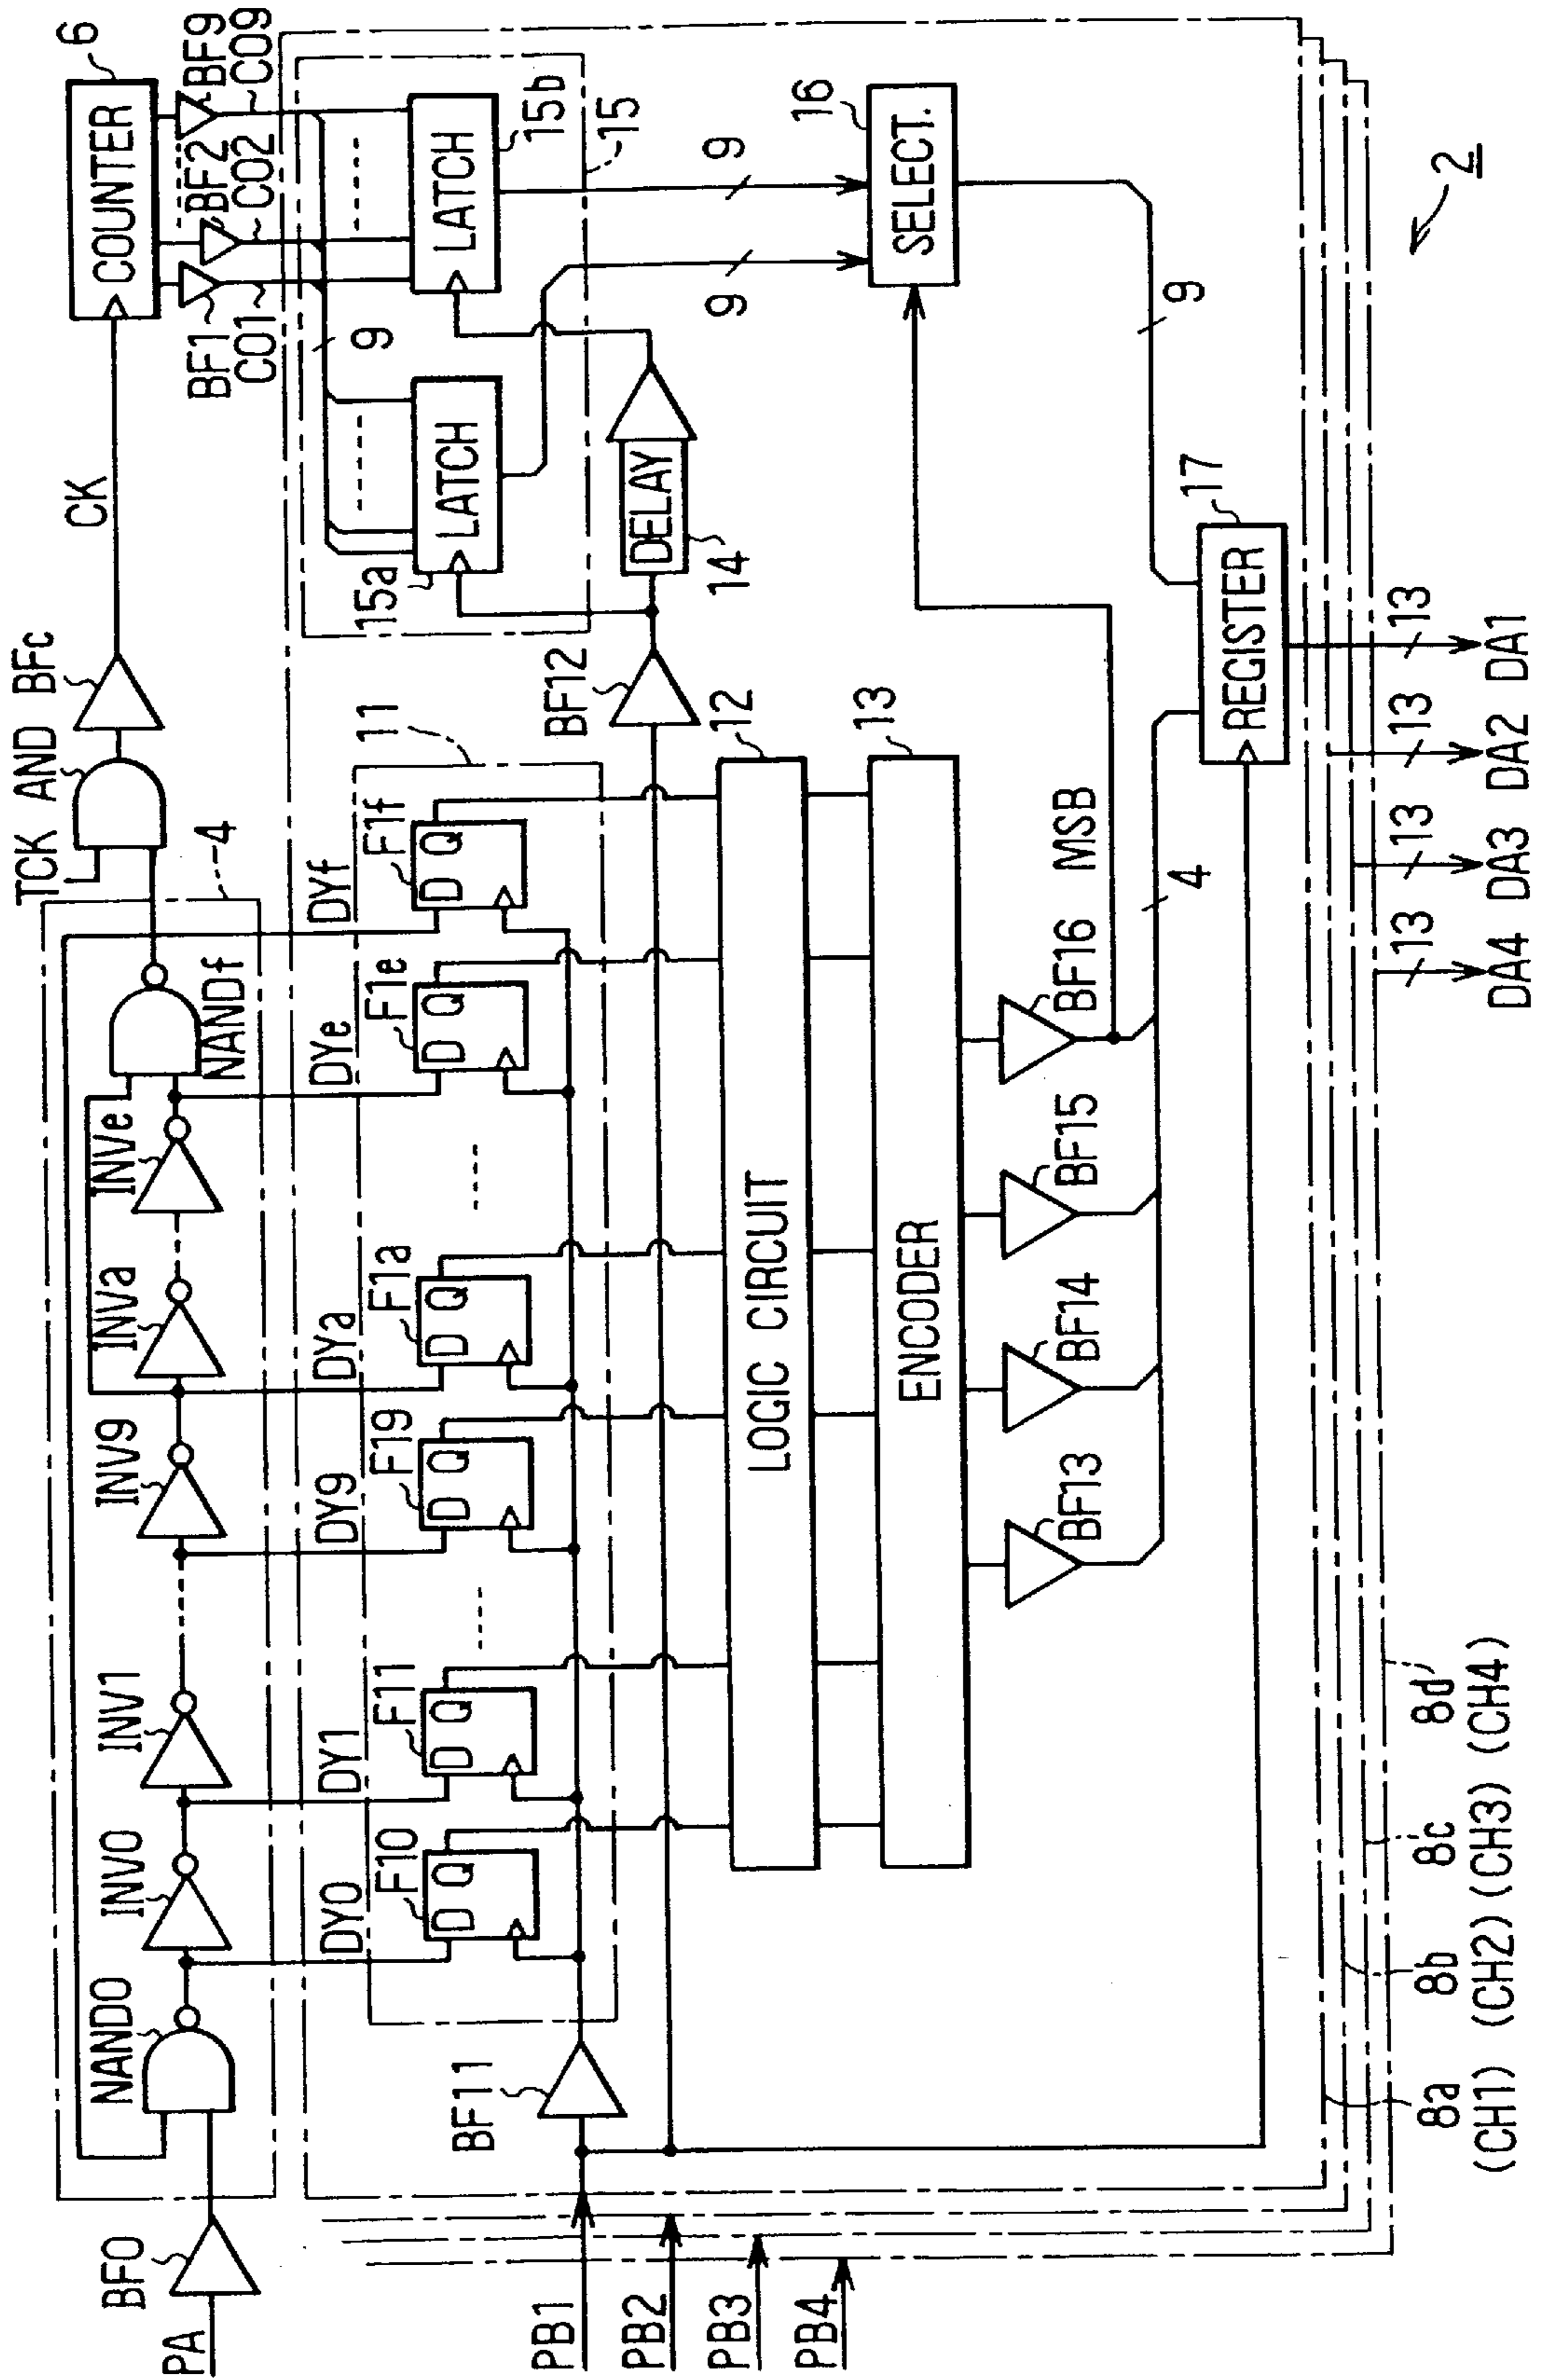 PA
BF0
NAND0
INV0
INV1
INV9
INVa
INVe
NANDf
4
TCK AND BFc
CK
COUNTER
6
BF1
BF2
BF9
CO1
CO2
CO9
DY0
DY1
DY9
DYa
DYe
DYf
11
F10
D Q
F11
D Q
F19
D Q
F1a
D Q
F1e
D Q
F1f
D Q
9
LATCH
15a
LATCH
15b
15
BF11
BF12
DELAY
14
PB1
PB2
PB3
PB4
LOGIC CIRCUIT
12
ENCODER
13
9
9
SELECT.
16
BF13
BF14
BF15
BF16
MSB
4
9
REGISTER
17
13
13
13
13
DA4
DA3
DA2
DA1
8a
8b
8c
8d
(CH1)
(CH2)
(CH3)
(CH4)
2